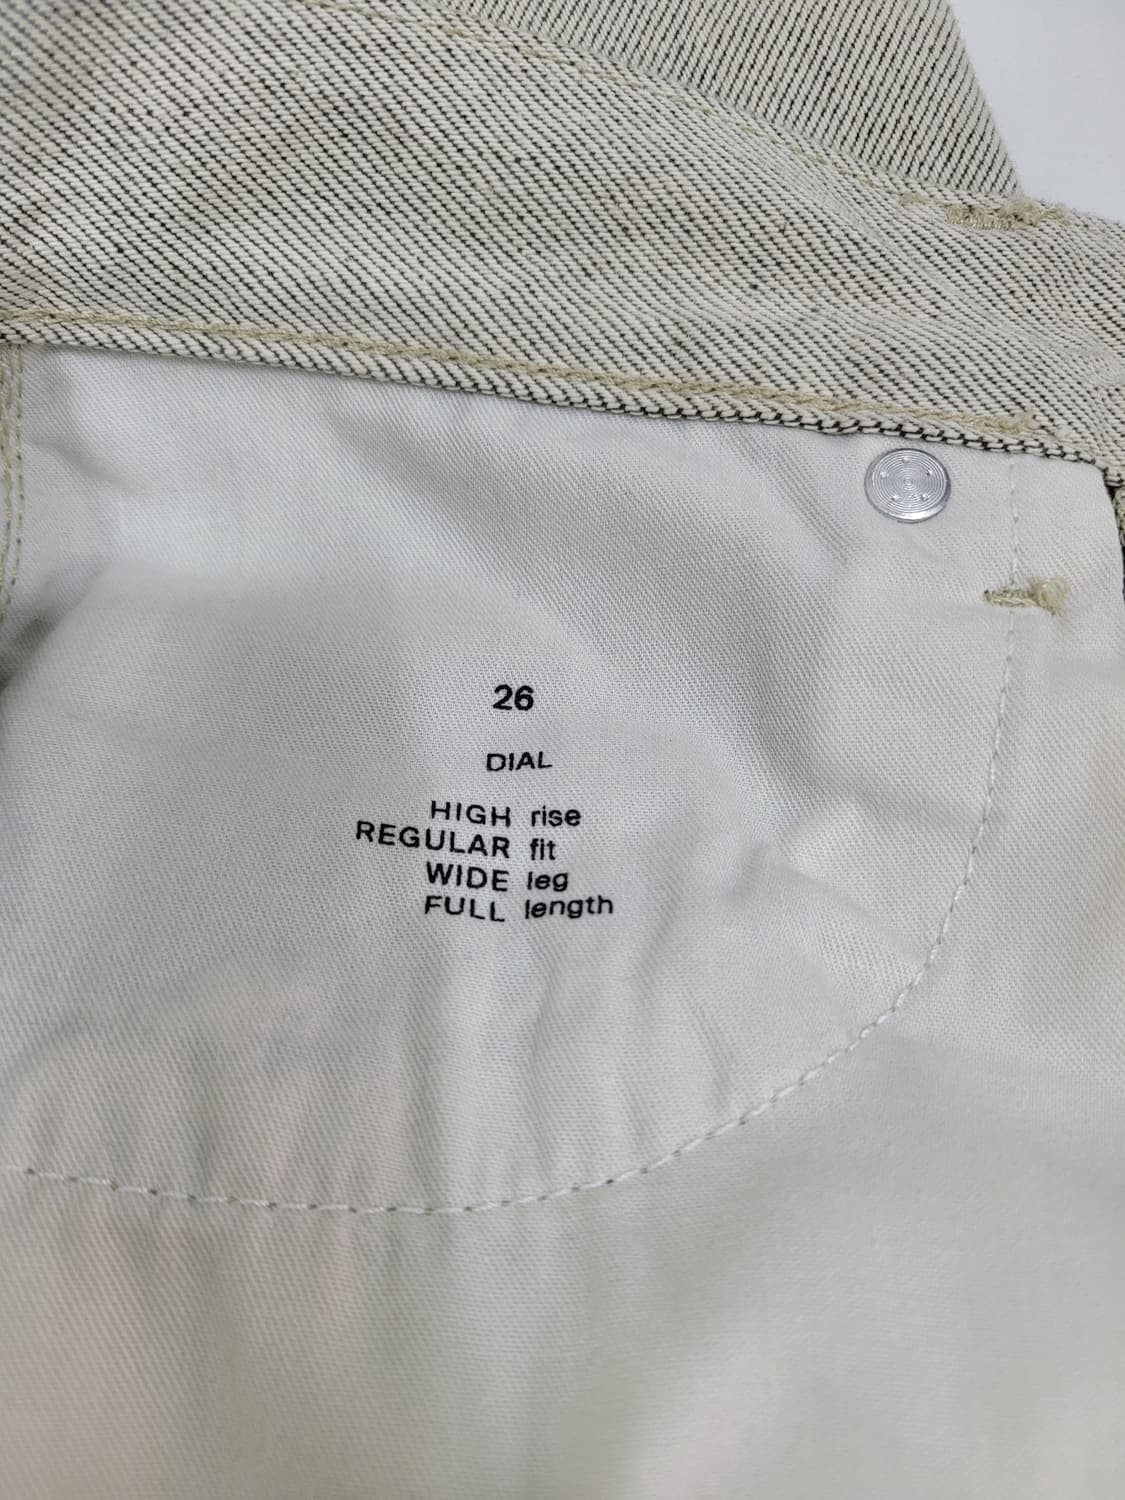 26
DIAL
HIGH rise
REGULAR fit
WIDE leg
FULL length